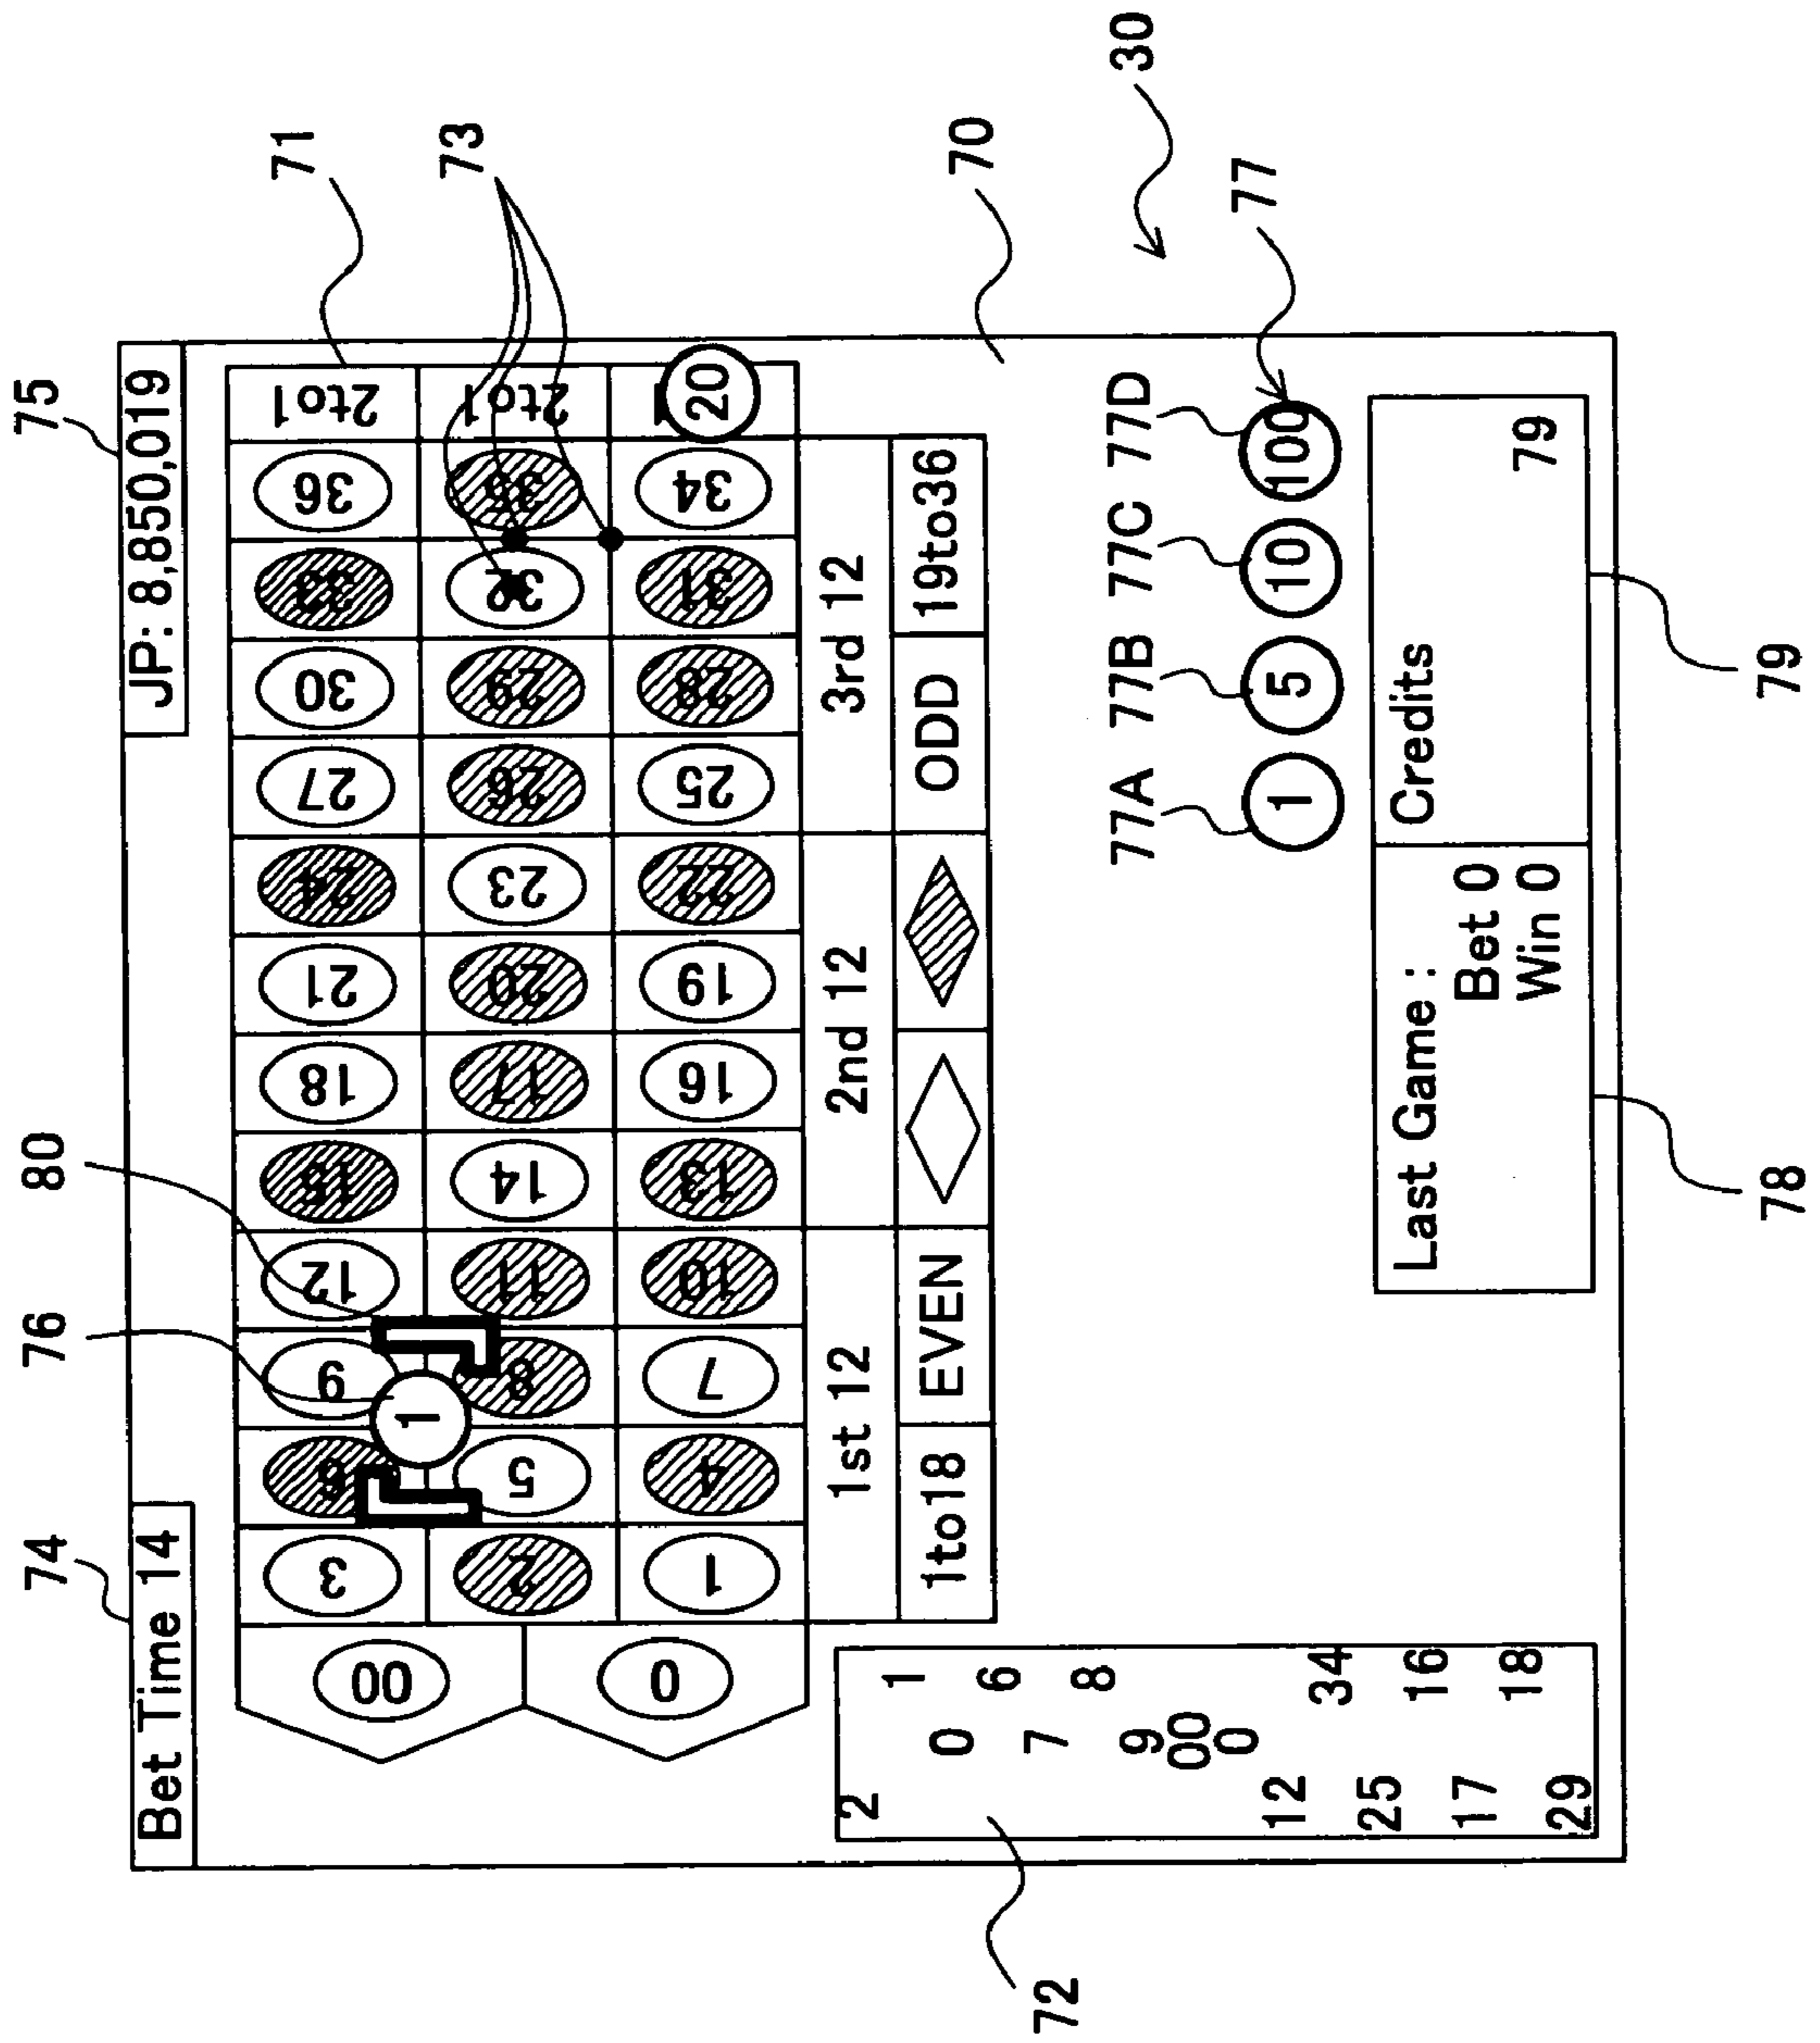 75
74 76 80
Bet Time 14 JP: 8,850,019
71
73
3 6 9 12 15 18 21 24 27 30 33 36 2to1
00
2 5 8 11 14 17 20 23 26 29 32 35 2to1
1
0
1 4 7 10 13 16 19 22 25 28 31 34 20
1st 12 2nd 12 3rd 12
1to18 EVEN ODD 19to36
70
30
77
77A 77B 77C 77D
1 5 10 100
2
1
0
6
7
8
9
00
0
12
34
25
16
17
18
29
72
Last Game :
Bet 0
Win 0
Credits
79
78 79